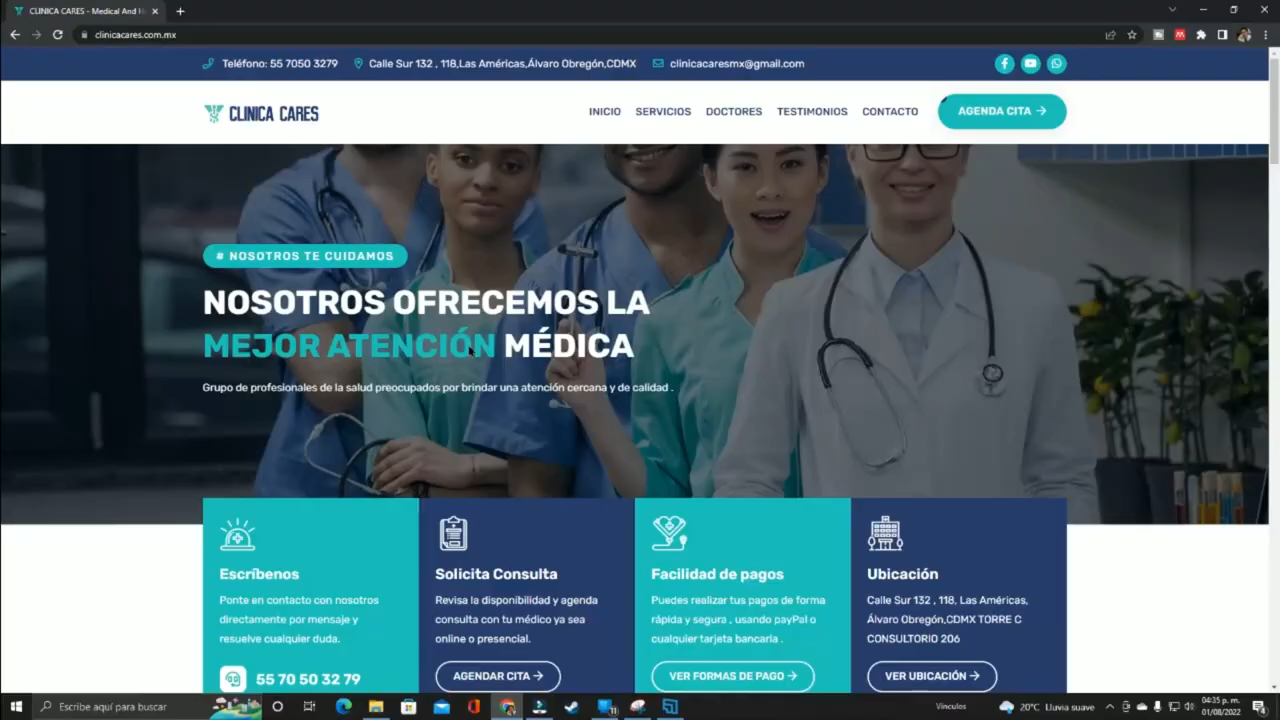 CLINICA CARES - Medical And H
clinicacares.com.mx
Teléfono: 55 7050 3279
Calle Sur 132 , 118,Las Américas,Álvaro Obregón,CDMX
clinicacaresmx@gmail.com
CLINICA CARES
INICIO
SERVICIOS
DOCTORES
TESTIMONIOS
CONTACTO
AGENDA CITA →
# NOSOTROS TE CUIDAMOS
NOSOTROS OFRECEMOS LA
MEJOR ATENCIÓN MÉDICA
Grupo de profesionales de la salud preocupados por brindar una atención cercana y de calidad .
Escríbenos
Ponte en contacto con nosotros
directamente por mensaje y
resuelve cualquier duda.
55 70 50 32 79
Solicita Consulta
Revisa la disponibilidad y agenda
consulta con tu médico ya sea
online o presencial.
AGENDAR CITA →
Facilidad de pagos
Puedes realizar tus pagos de forma
rápida y segura , usando payPal o
cualquier tarjeta bancaria .
VER FORMAS DE PAGO →
Ubicación
Calle Sur 132 , 118, Las Américas,
Álvaro Obregón,CDMX TORRE C
CONSULTORIO 206
VER UBICACIÓN →
Escribe aquí para buscar
Vínculos
20°C Lluvia suave
04:35 p. m.
01/08/2022